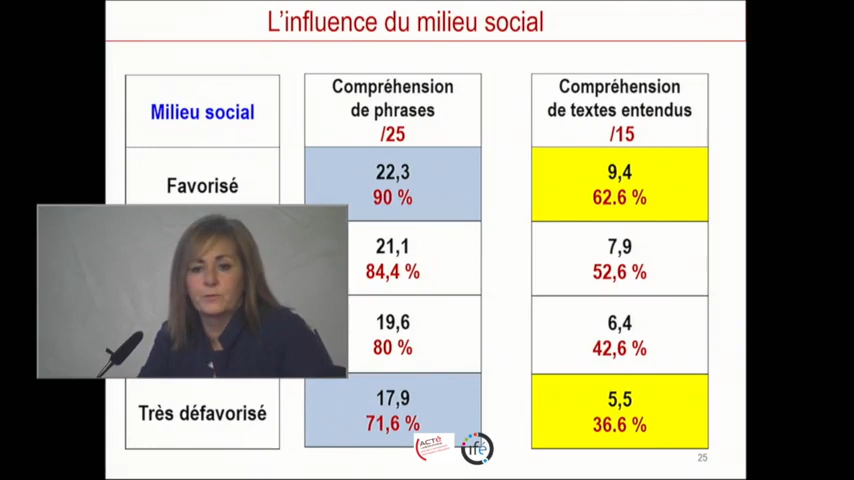 L'influence du milieu social
Milieu social
Compréhension
de phrases
/25
Compréhension
de textes entendus
/15
Favorisé
22,3
90 %
9,4
62.6 %
21,1
84,4 %
7,9
52,6 %
19,6
80 %
6,4
42,6 %
Très défavorisé
17,9
71,6 %
5,5
36.6 %
ACTé
ifé
25